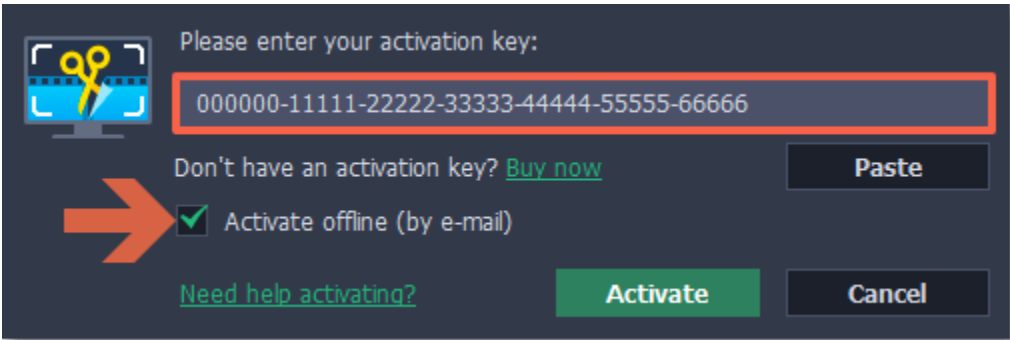 Please enter your activation key:
000000-11111-22222-33333-44444-55555-66666
Don't have an activation key? Buy now
Paste
Activate offline (by e-mail)
Need help activating?
Activate
Cancel